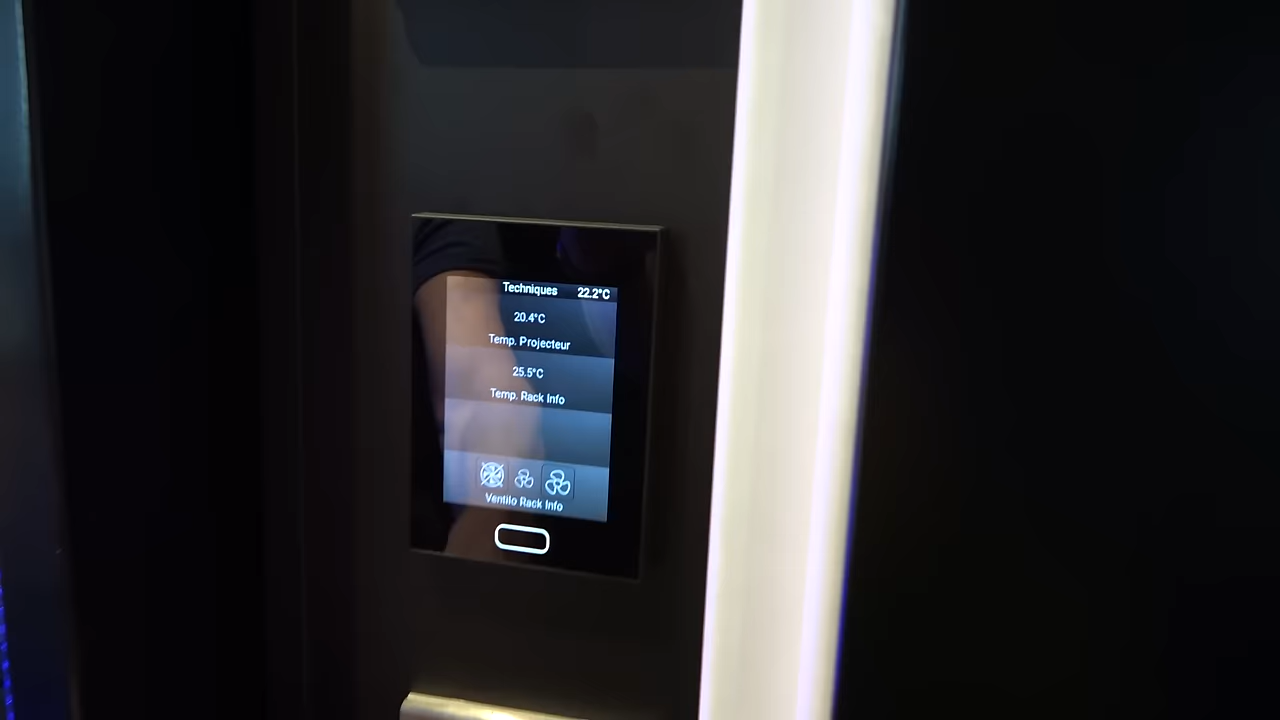 Techniques 22.2°C
20.4°C
Temp. Projecteur
25.5°C
Temp. Rack Info
Ventilo Rack Info